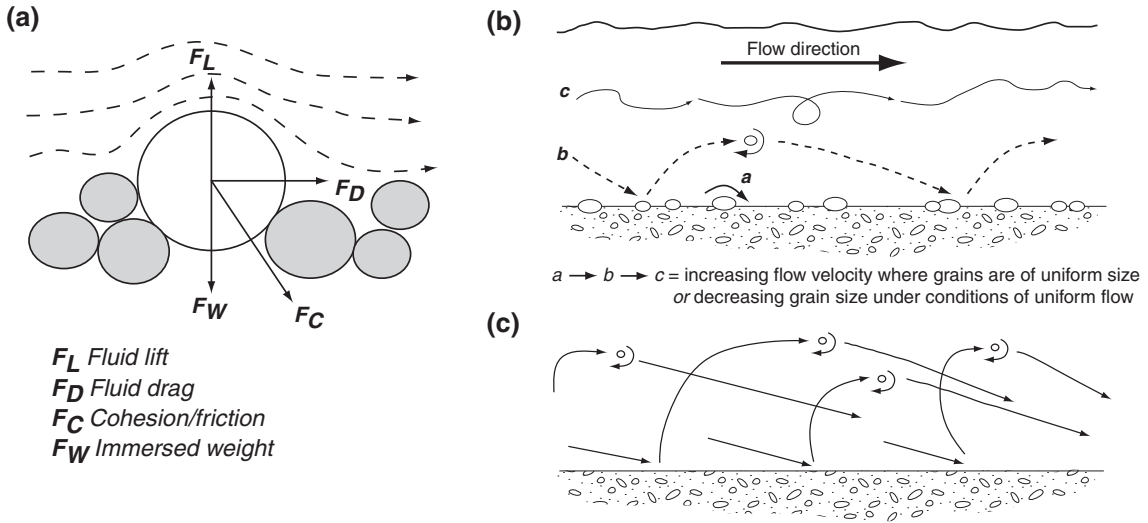 (a)
F_L
F_D
F_W
F_C
F_L Fluid lift
F_D Fluid drag
F_C Cohesion/friction
F_W Immersed weight
(b)
Flow direction
c
b
a
a → b → c = increasing flow velocity where grains are of uniform size
or decreasing grain size under conditions of uniform flow
(c)